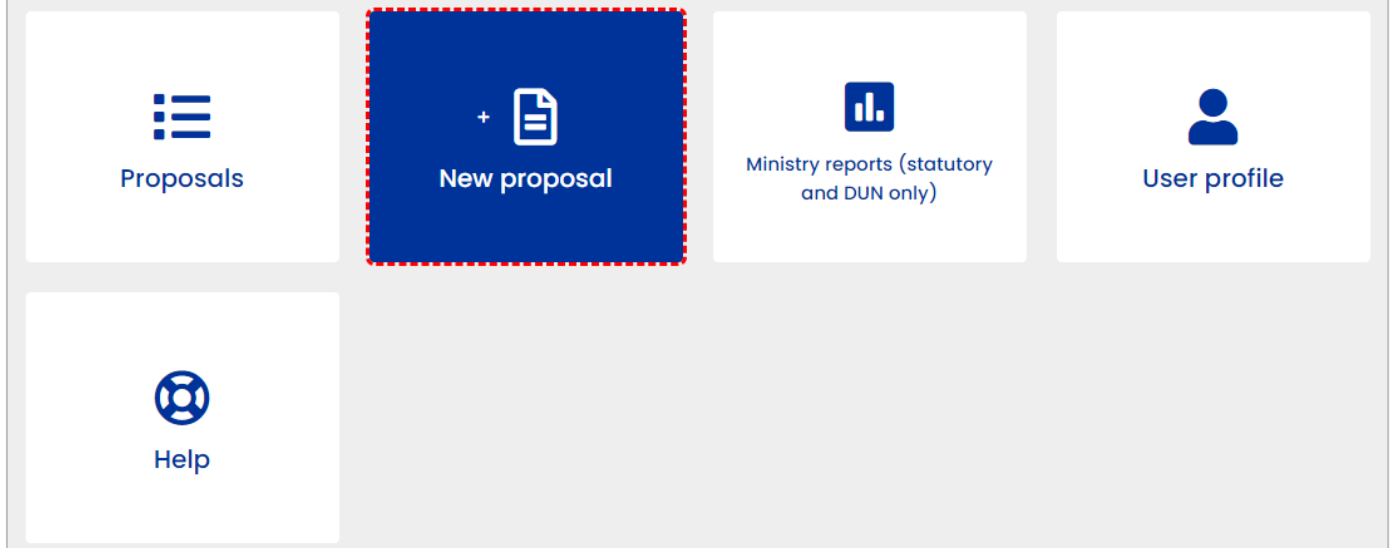 Proposals
New proposal
Ministry reports (statutory
and DUN only)
User profile
Help